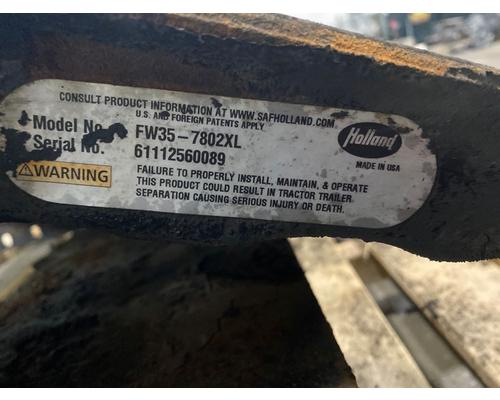 CONSULT PRODUCT INFORMATION AT WWW.SAFHOLLAND.COM
U.S. AND FOREIGN PATENTS APPLY
Model No. FW35-7802XL
Serial No. 61112560089
Holland
MADE IN USA
WARNING
FAILURE TO PROPERLY INSTALL, MAINTAIN, & OPERATE
THIS PRODUCT COULD RESULT IN TRACTOR TRAILER
SEPARATION CAUSING SERIOUS INJURY OR DEATH.